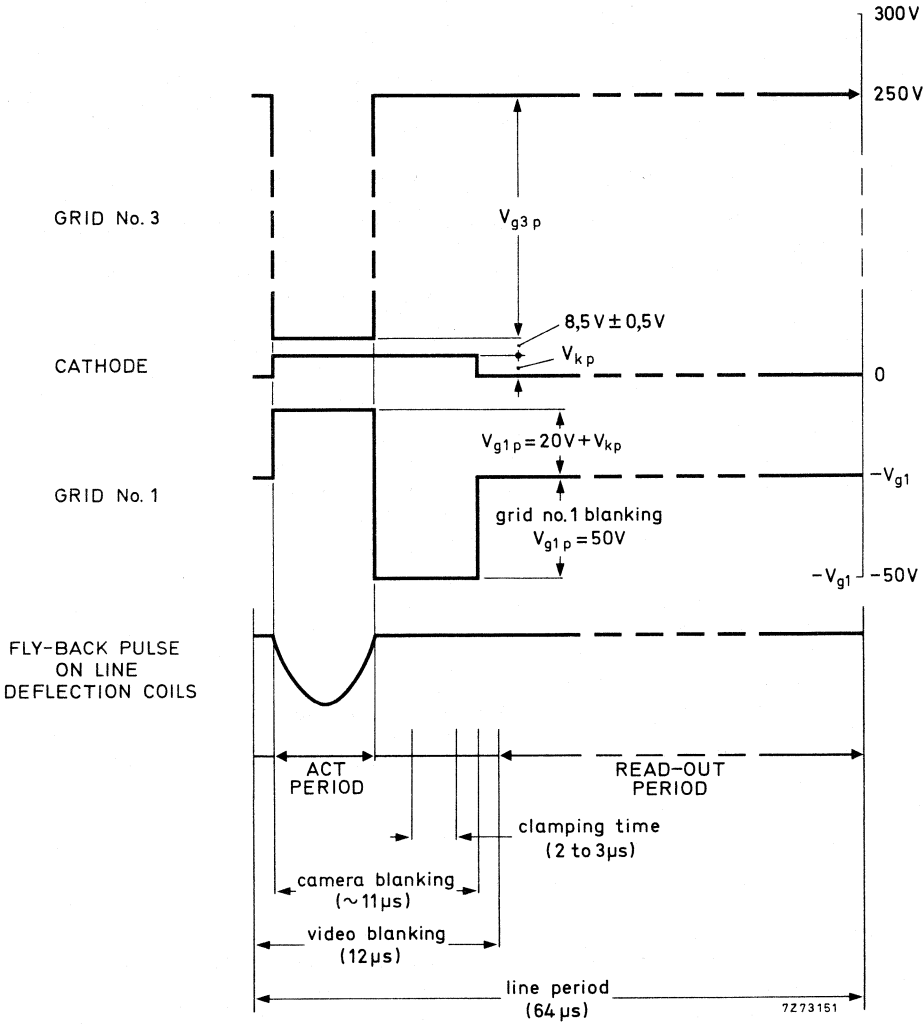 300V
250V
GRID No. 3
Vg3 p
8,5V ± 0,5V
CATHODE
Vk p
0
Vg1 p = 20V + Vkp
-Vg1
GRID No. 1
grid no.1 blanking
Vg1 p = 50V
-Vg1
-50V
FLY-BACK PULSE
ON LINE
DEFLECTION COILS
ACT
PERIOD
READ-OUT
PERIOD
clamping time
(2 to 3µs)
camera blanking
(~11µs)
video blanking
(12µs)
line period
(64µs)
7Z73151